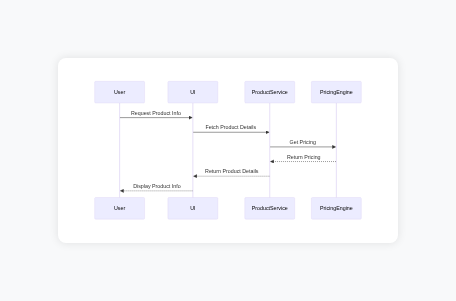 User
UI
ProductService
PricingEngine
Request Product Info
Fetch Product Details
Get Pricing
Return Pricing
Return Product Details
Display Product Info
User
UI
ProductService
PricingEngine